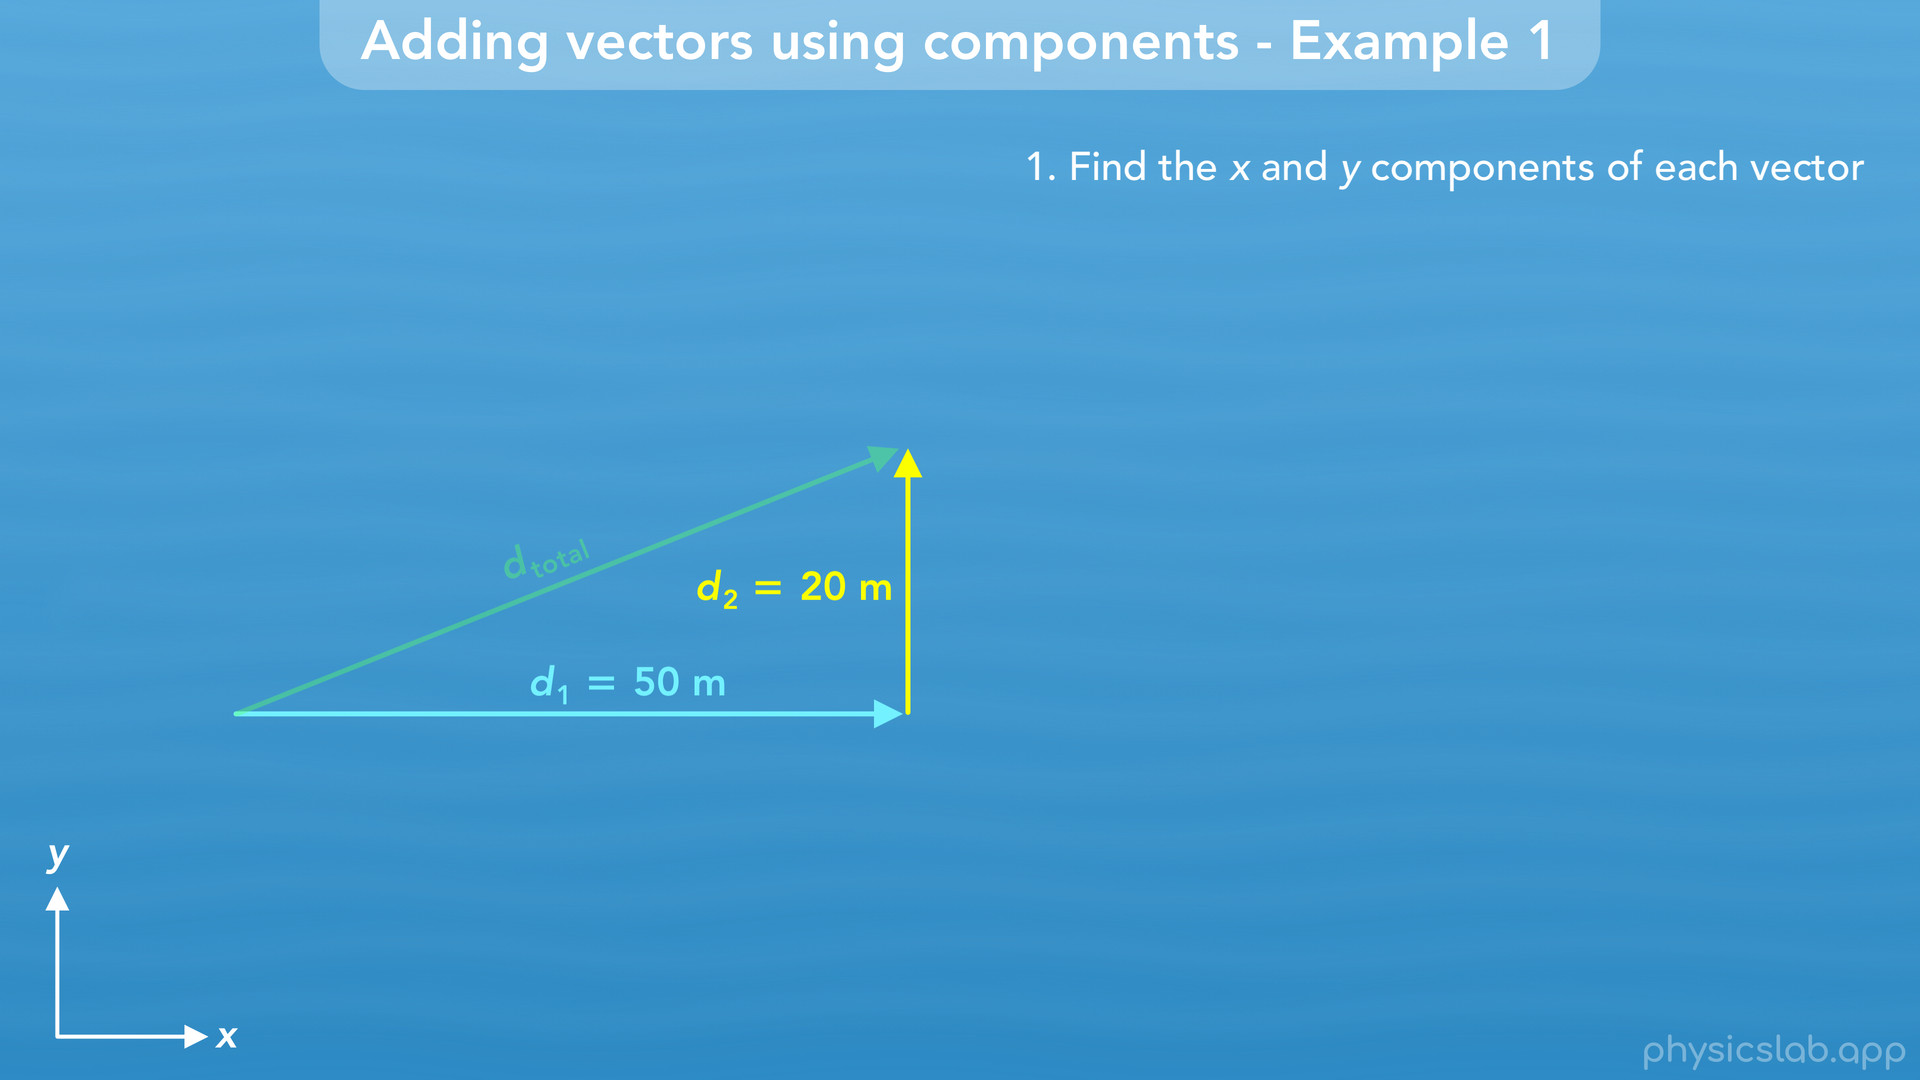 Adding vectors using components - Example 1
1. Find the x and y components of each vector
dtotal
d2 = 20 m
d1 = 50 m
y
x
physicslab.app